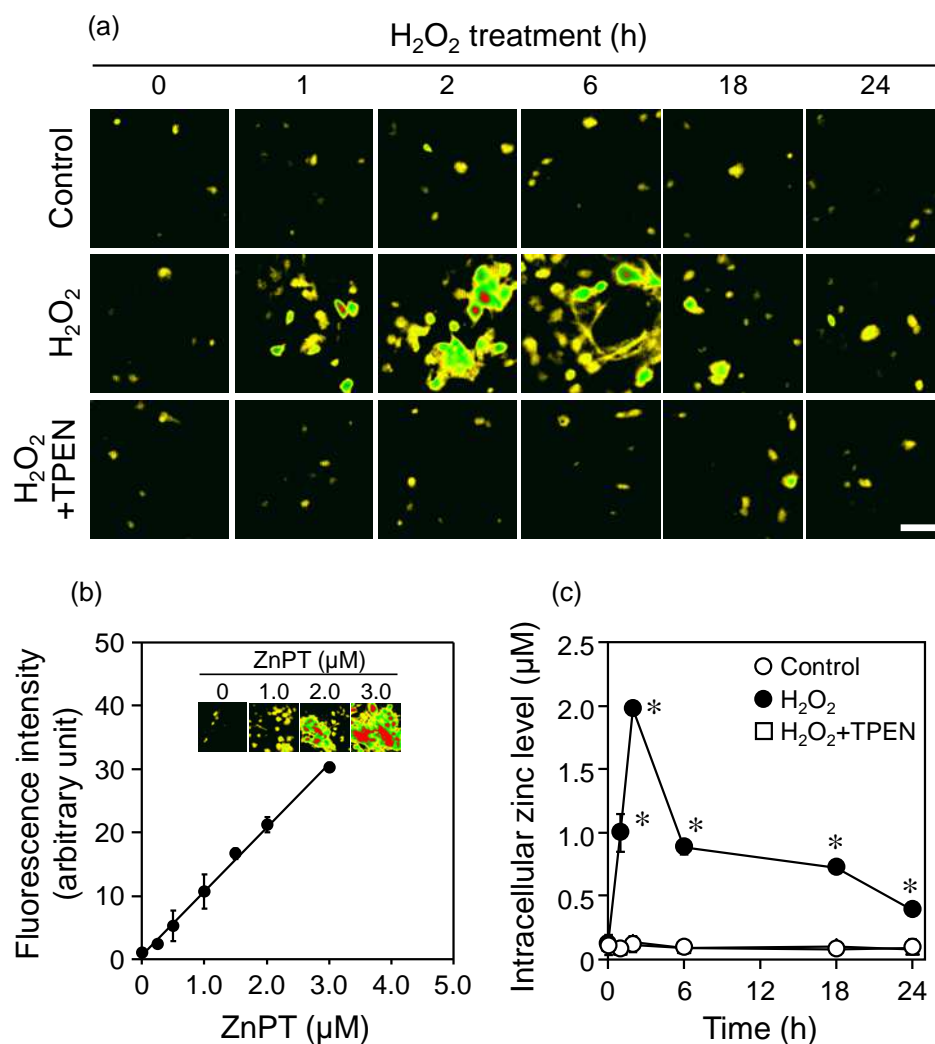 (a)
H₂O₂ treatment (h)
0 1 2 6 18 24
Control
H₂O₂
H₂O₂
+TPEN
(b)
Fluorescence intensity
(arbitrary unit)
50
40
30
20
10
0
ZnPT (µM)
0 1.0 2.0 3.0
0 1.0 2.0 3.0 4.0 5.0
ZnPT (µM)
(c)
Intracellular zinc level (µM)
2.5
2.0
1.5
1.0
0.5
0
Control
H₂O₂
H₂O₂+TPEN
*
*
*
*
*
0 6 12 18 24
Time (h)